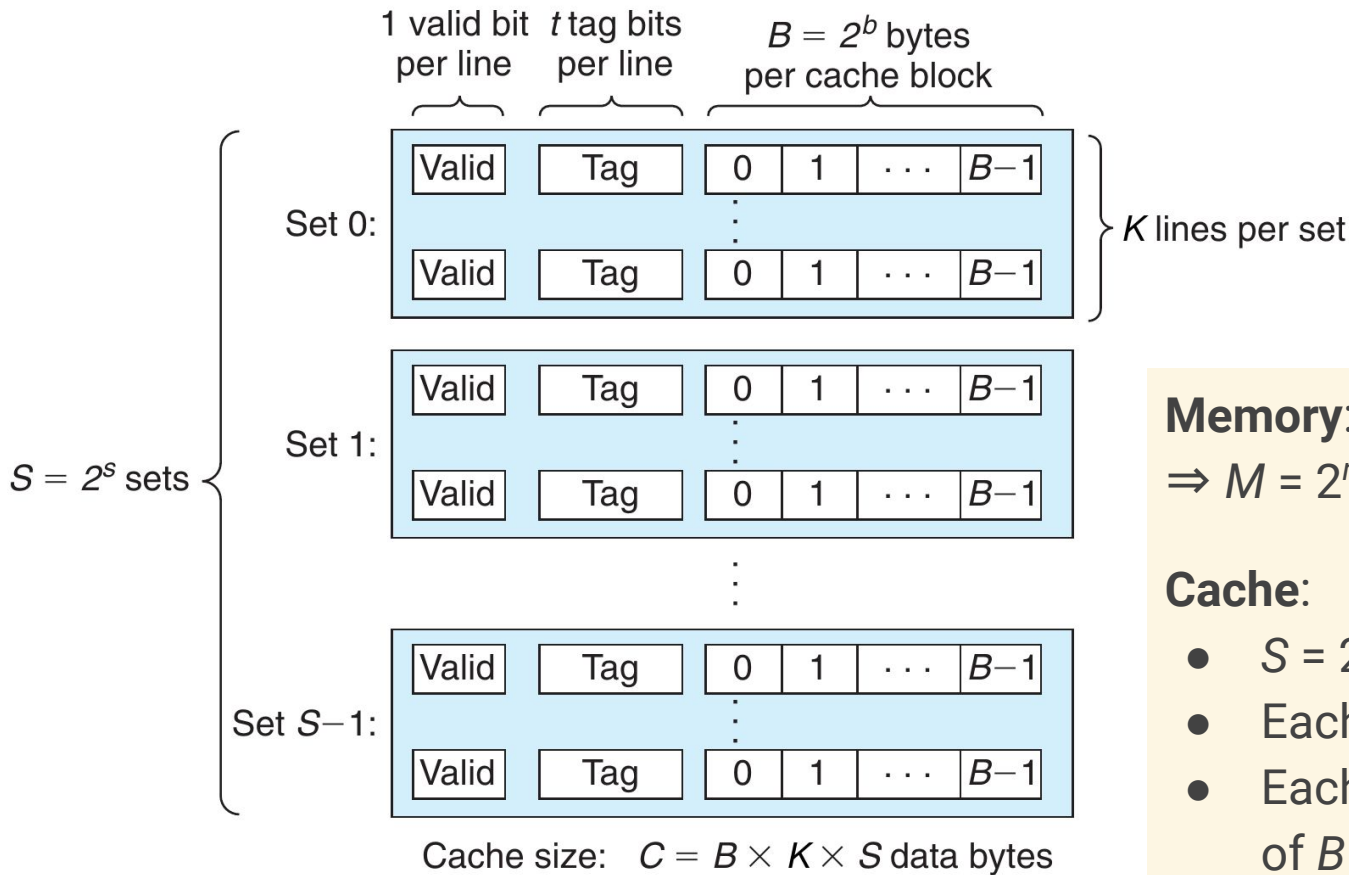 1 valid bit per line
t tag bits per line
B = 2^b bytes per cache block
Valid Tag 0 1 · · · B–1
Set 0:
Valid Tag 0 1 · · · B–1
K lines per set
Valid Tag 0 1 · · · B–1
Set 1:
Valid Tag 0 1 · · · B–1
S = 2^s sets
Valid Tag 0 1 · · · B–1
Set S–1:
Valid Tag 0 1 · · · B–1
Cache size: C = B × K × S data bytes
Memory:
⇒ M = 2
Cache:
● S = 2
● Each
● Each
of B